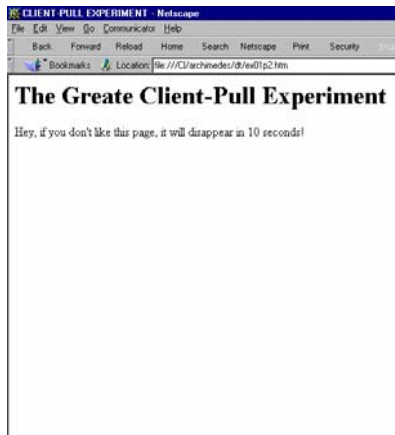 CLIENT-PULL EXPERIMENT - Netscape
File Edit View Go Communicator Help
Back Forward Reload Home Search Netscape Print Security
Bookmarks Location: file:///C|/archimedes/dt/ex01p2.htm
The Greate Client-Pull Experiment
Hey, if you don't like this page, it will disappear in 10 seconds!